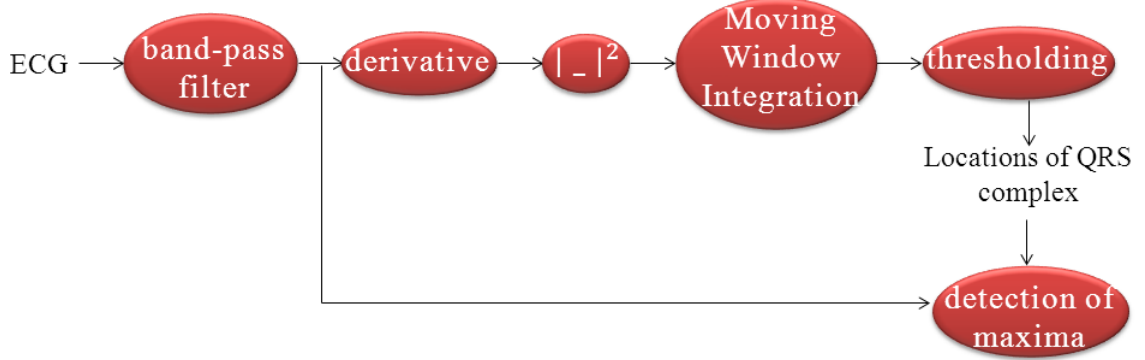 ECG
band-pass
filter
derivative
|_|²
Moving
Window
Integration
thresholding
Locations of QRS
complex
detection of
maxima